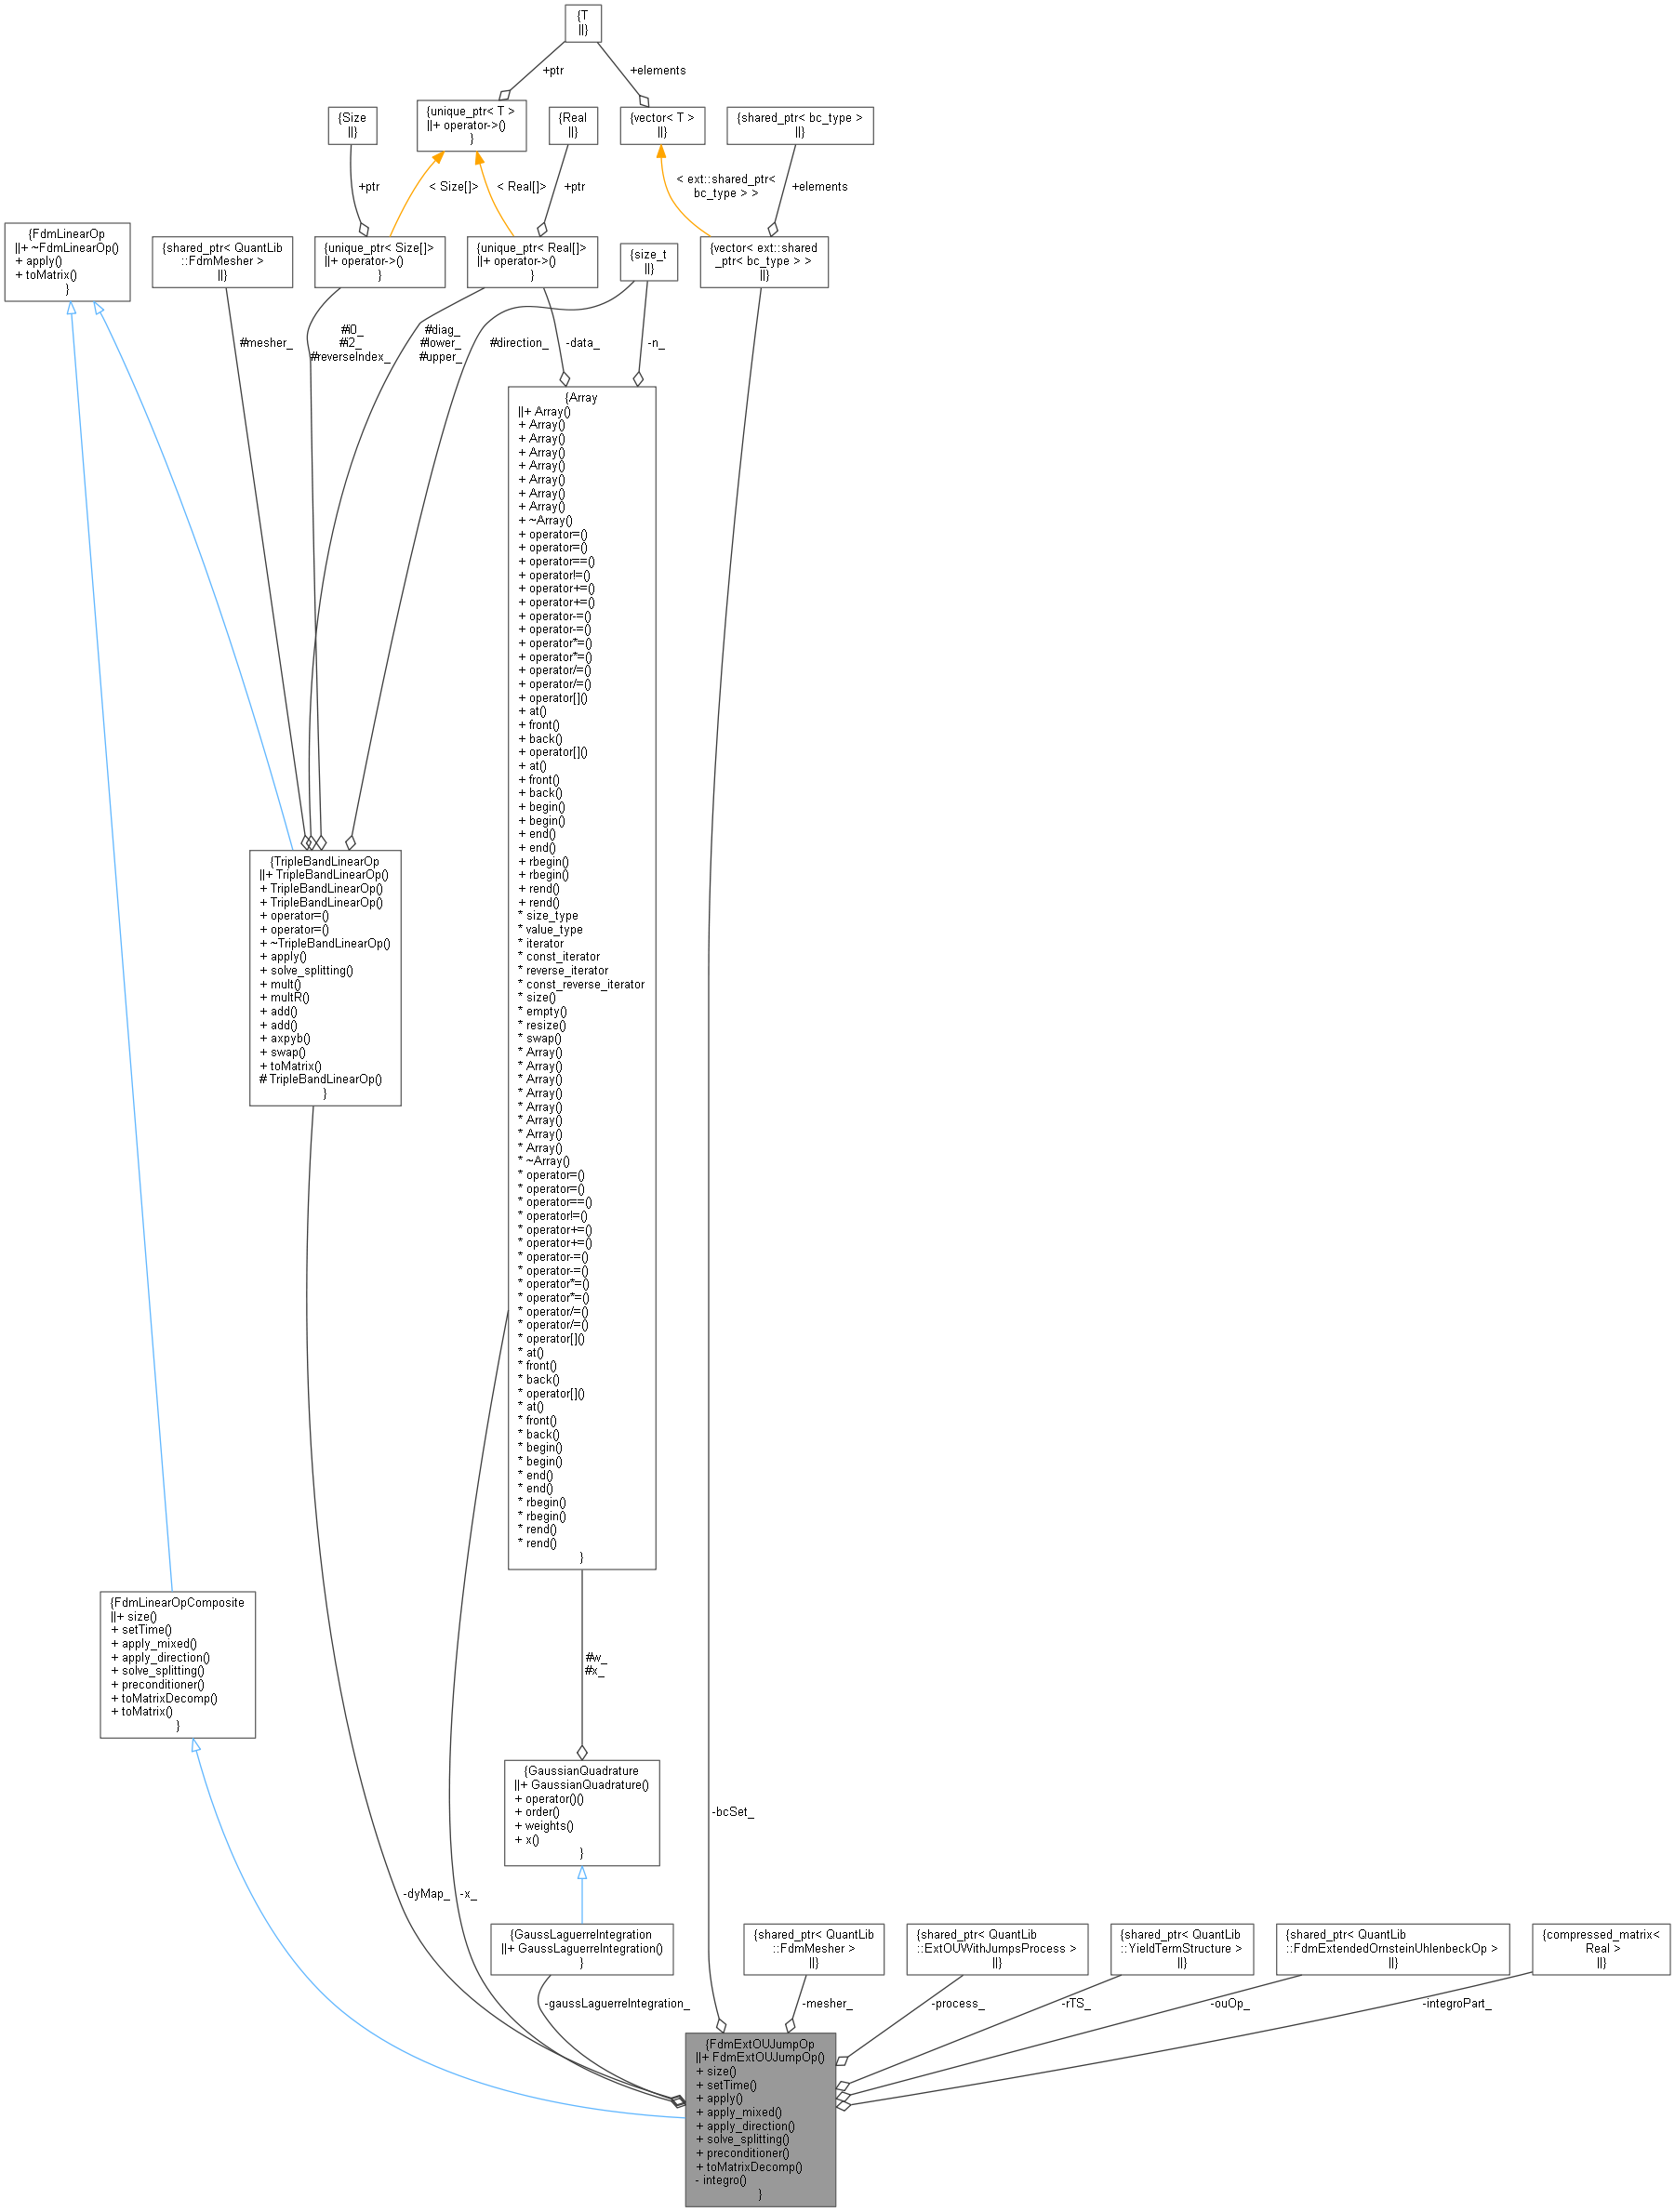 {T
||}
+ptr
+elements
{Size
||}
{unique_ptr< T >
||+ operator->()
}
{Real
||}
{vector< T >
||}
{shared_ptr< bc_type >
||}
+ptr
< Size[]>
< Real[]>
+ptr
< ext::shared_ptr<
bc_type > >
+elements
{FdmLinearOp
||+ ~FdmLinearOp()
+ apply()
+ toMatrix()
}
{shared_ptr< QuantLib
::FdmMesher >
||}
{unique_ptr< Size[]>
||+ operator->()
}
{unique_ptr< Real[]>
||+ operator->()
}
{size_t
||}
{vector< ext::shared
_ptr< bc_type > >
||}
#mesher_
#i0_
#i2_
#reverseIndex_
#diag_
#lower_
#upper_
#direction_
-data_
-n_
{Array
||+ Array()
+ Array()
+ Array()
+ Array()
+ Array()
+ Array()
+ Array()
+ Array()
+ ~Array()
+ operator=()
+ operator=()
+ operator==()
+ operator!=()
+ operator+=()
+ operator+=()
+ operator-=()
+ operator-=()
+ operator*=()
+ operator*=()
+ operator/=()
+ operator/=()
+ operator[]()
+ at()
+ front()
+ back()
+ operator[]()
+ at()
+ front()
+ back()
+ begin()
+ begin()
+ end()
+ end()
+ rbegin()
+ rbegin()
+ rend()
+ rend()
* size_type
* value_type
* iterator
* const_iterator
* reverse_iterator
* const_reverse_iterator
* size()
* empty()
* resize()
* swap()
* Array()
* Array()
* Array()
* Array()
* Array()
* Array()
* Array()
* Array()
* ~Array()
* operator=()
* operator=()
* operator==()
* operator!=()
* operator+=()
* operator+=()
* operator-=()
* operator-=()
* operator*=()
* operator*=()
* operator/=()
* operator/=()
* operator[]()
* at()
* front()
* back()
* operator[]()
* at()
* front()
* back()
* begin()
* begin()
* end()
* end()
* rbegin()
* rbegin()
* rend()
* rend()
}
{TripleBandLinearOp
||+ TripleBandLinearOp()
+ TripleBandLinearOp()
+ TripleBandLinearOp()
+ operator=()
+ operator=()
+ ~TripleBandLinearOp()
+ apply()
+ solve_splitting()
+ mult()
+ multR()
+ add()
+ add()
+ axpyb()
+ swap()
+ toMatrix()
# TripleBandLinearOp()
}
{FdmLinearOpComposite
||+ size()
+ setTime()
+ apply_mixed()
+ apply_direction()
+ solve_splitting()
+ preconditioner()
+ toMatrixDecomp()
+ toMatrix()
}
#w_
#x_
{GaussianQuadrature
||+ GaussianQuadrature()
+ operator()()
+ order()
+ weights()
+ x()
}
-bcSet_
-dyMap_
-x_
{GaussLaguerreIntegration
||+ GaussLaguerreIntegration()
}
{shared_ptr< QuantLib
::FdmMesher >
||}
{shared_ptr< QuantLib
::ExtOUWithJumpsProcess >
||}
{shared_ptr< QuantLib
::YieldTermStructure >
||}
{shared_ptr< QuantLib
::FdmExtendedOrnsteinUhlenbeckOp >
||}
{compressed_matrix<
Real >
||}
-gaussLaguerreIntegration_
-mesher_
-process_
-rTS_
-ouOp_
-integroPart_
{FdmExtOUJumpOp
||+ FdmExtOUJumpOp()
+ size()
+ setTime()
+ apply()
+ apply_mixed()
+ apply_direction()
+ solve_splitting()
+ preconditioner()
+ toMatrixDecomp()
- integro()
}